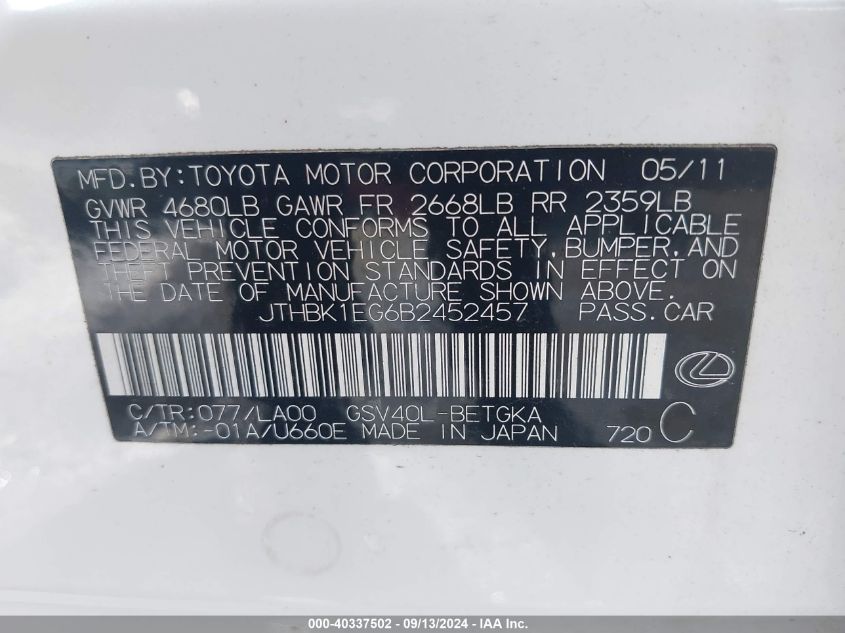 MFD.BY:TOYOTA MOTOR CORPORATION 05/11
GVWR 4680LB GAWR FR 2668LB RR 2359LB
THIS VEHICLE CONFORMS TO ALL APPLICABLE
FEDERAL MOTOR VEHICLE SAFETY,BUMPER,AND
THEFT PREVENTION STANDARDS IN EFFECT ON
THE DATE OF MANUFACTURE SHOWN ABOVE.
JTHBK1EG6B2452457 PASS.CAR
C/TR:077/LA00 GSV40L-BETGKA
A/TM:-01A/U660E MADE IN JAPAN 720 C
000-40337502 - 09/13/2024 - IAA Inc.